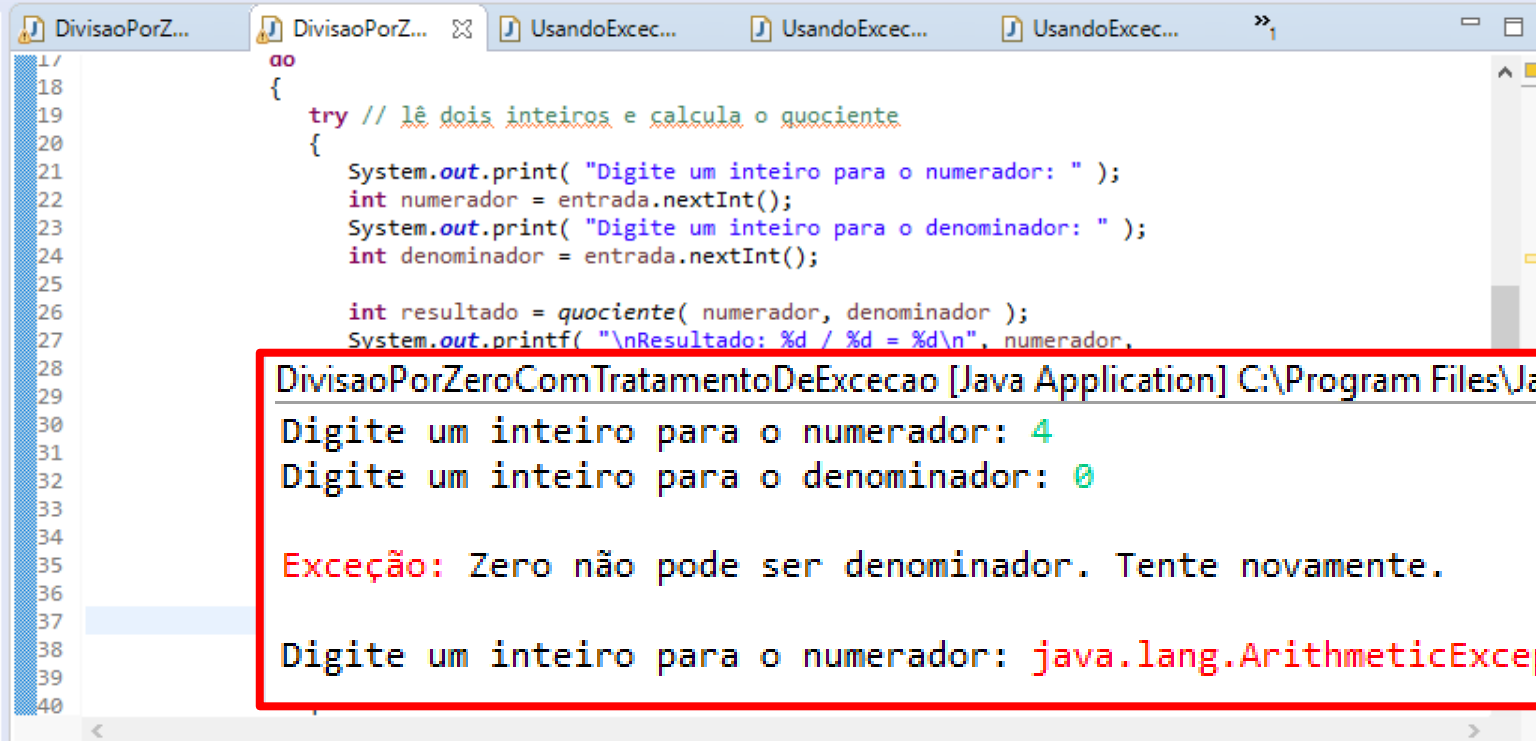 DivisaoPorZ... DivisaoPorZ... UsandoExcec... UsandoExcec... UsandoExcec... »1
17 do
18 {
19 try // lê dois inteiros e calcula o quociente
20 {
21 System.out.print( "Digite um inteiro para o numerador: " );
22 int numerador = entrada.nextInt();
23 System.out.print( "Digite um inteiro para o denominador: " );
24 int denominador = entrada.nextInt();
25
26 int resultado = quociente( numerador, denominador );
27 System.out.printf( "\nResultado: %d / %d = %d\n", numerador,
28
29
30
31
32
33
34
35
36
37
38
39
40
DivisaoPorZeroComTratamentoDeExcecao [Java Application] C:\Program Files\Ja
Digite um inteiro para o numerador: 4
Digite um inteiro para o denominador: 0
Exceção: Zero não pode ser denominador. Tente novamente.
Digite um inteiro para o numerador: java.lang.ArithmeticExcep